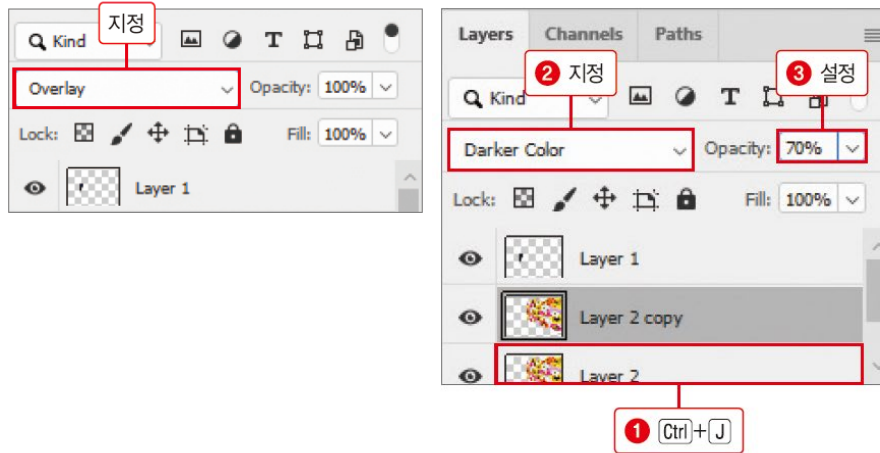 지정
Kind
Overlay
Opacity: 100%
Lock:
Fill: 100%
Layer 1
Layers Channels Paths
2 지정
3 설정
Kind
Darker Color
Opacity: 70%
Lock:
Fill: 100%
Layer 1
Layer 2 copy
Layer 2
1 Ctrl+J